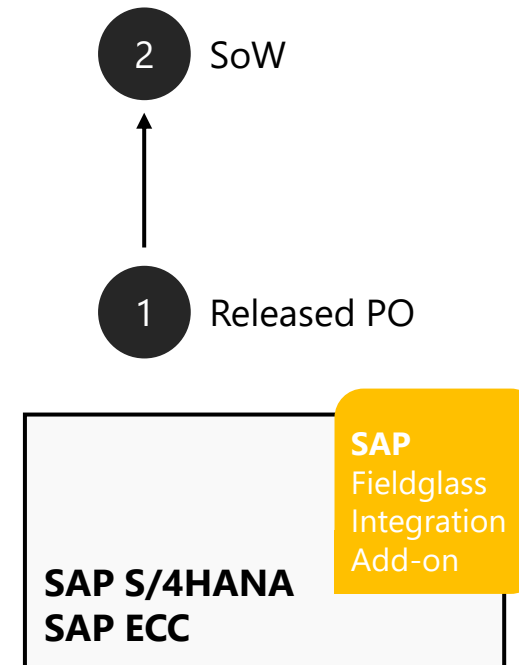 2 SoW
1 Released PO
SAP
Fieldglass
Integration
Add-on
SAP S/4HANA
SAP ECC